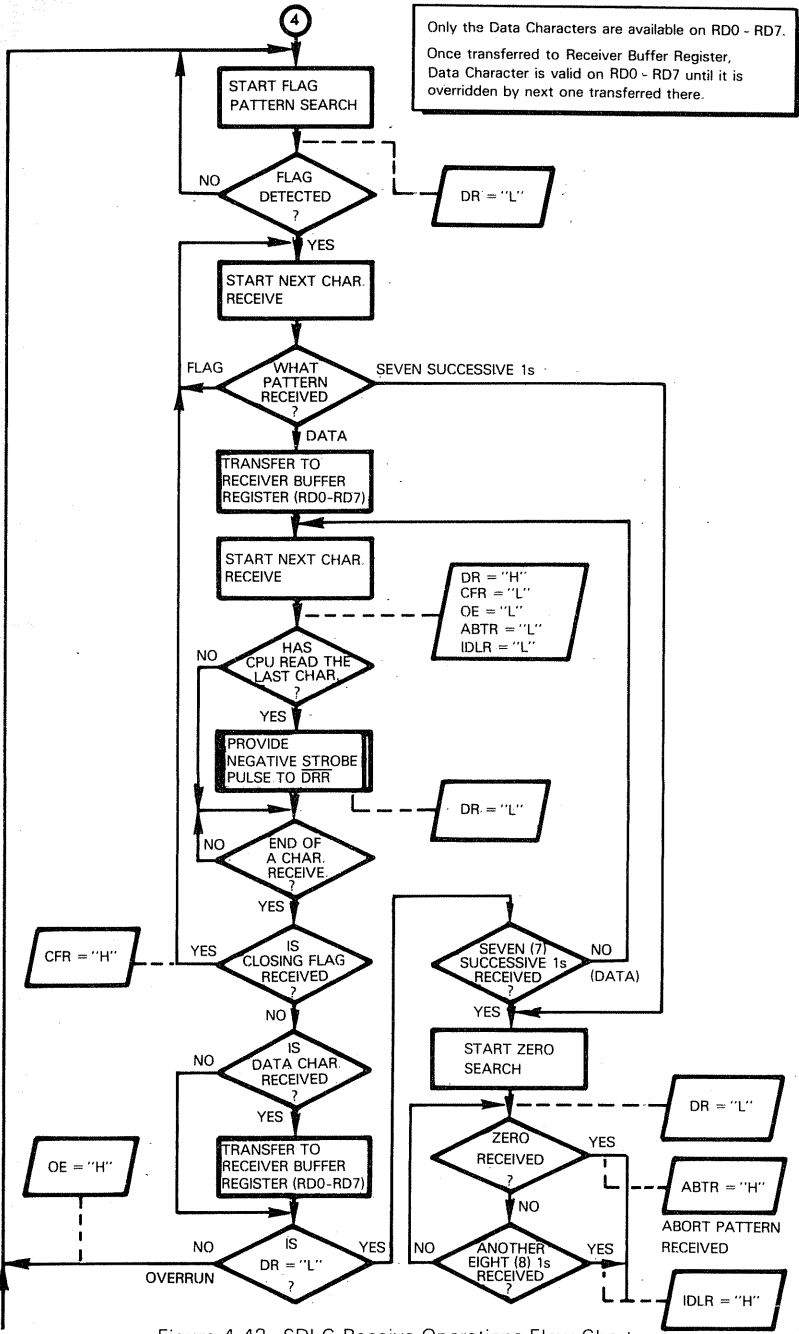 4
Only the Data Characters are available on RD0 - RD7.
Once transferred to Receiver Buffer Register,
Data Character is valid on RD0 - RD7 until it is
overridden by next one transferred there.
START FLAG
PATTERN SEARCH
NO
FLAG
DETECTED
?
DR = "L"
YES
START NEXT CHAR.
RECEIVE
FLAG
WHAT
PATTERN
RECEIVED
?
SEVEN SUCCESSIVE 1s
DATA
TRANSFER TO
RECEIVER BUFFER
REGISTER (RD0-RD7)
START NEXT CHAR.
RECEIVE
DR = "H"
CFR = "L"
OE = "L"
ABTR = "L"
IDLR = "L"
NO
HAS
CPU READ THE
LAST CHAR.
?
YES
PROVIDE
NEGATIVE STROBE
PULSE TO DRR
DR = "L"
NO
END OF
A CHAR.
RECEIVE.
?
YES
CFR = "H"
YES
IS
CLOSING FLAG
RECEIVED
?
NO
SEVEN (7)
SUCCESSIVE 1s
RECEIVED
?
NO
(DATA)
YES
START ZERO
SEARCH
NO
IS
DATA CHAR.
RECEIVED
?
YES
DR = "L"
OE = "H"
TRANSFER TO
RECEIVER BUFFER
REGISTER (RD0-RD7)
ZERO
RECEIVED
?
YES
ABTR = "H"
ABORT PATTERN
RECEIVED
NO
NO
OVERRUN
IS
DR = "L"
?
YES
NO
ANOTHER
EIGHT (8) 1s
RECEIVED
?
YES
IDLR = "H"
Figure 4-42. SDLC Receive Operations Flow Chart